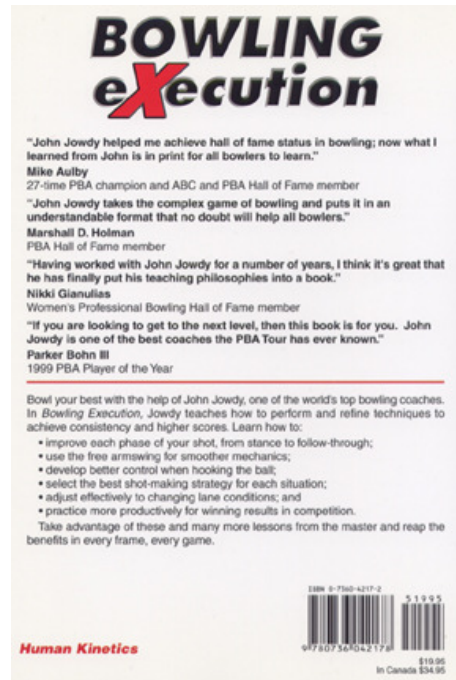 BOWLING
eXecution
"John Jowdy helped me achieve hall of fame status in bowling; now what I
learned from John is in print for all bowlers to learn."
Mike Aulby
27-time PBA champion and ABC and PBA Hall of Fame member
"John Jowdy takes the complex game of bowling and puts it in an
understandable format that no doubt will help all bowlers."
Marshall D. Holman
PBA Hall of Fame member
"Having worked with John Jowdy for a number of years, I think it's great that
he has finally put his teaching philosophies into a book."
Nikki Gianulias
Women's Professional Bowling Hall of Fame member
"If you are looking to get to the next level, then this book is for you. John
Jowdy is one of the best coaches the PBA Tour has ever known."
Parker Bohn III
1999 PBA Player of the Year
Bowl your best with the help of John Jowdy, one of the world's top bowling coaches.
In Bowling Execution, Jowdy teaches how to perform and refine techniques to
achieve consistency and higher scores. Learn how to:
• improve each phase of your shot, from stance to follow-through;
• use the free armswing for smoother mechanics;
• develop better control when hooking the ball;
• select the best shot-making strategy for each situation;
• adjust effectively to changing lane conditions; and
• practice more productively for winning results in competition.
Take advantage of these and many more lessons from the master and reap the
benefits in every frame, every game.
ISBN 0-7360-4217-2
51995
9 780736 042178
Human Kinetics
$19.95
In Canada $34.95